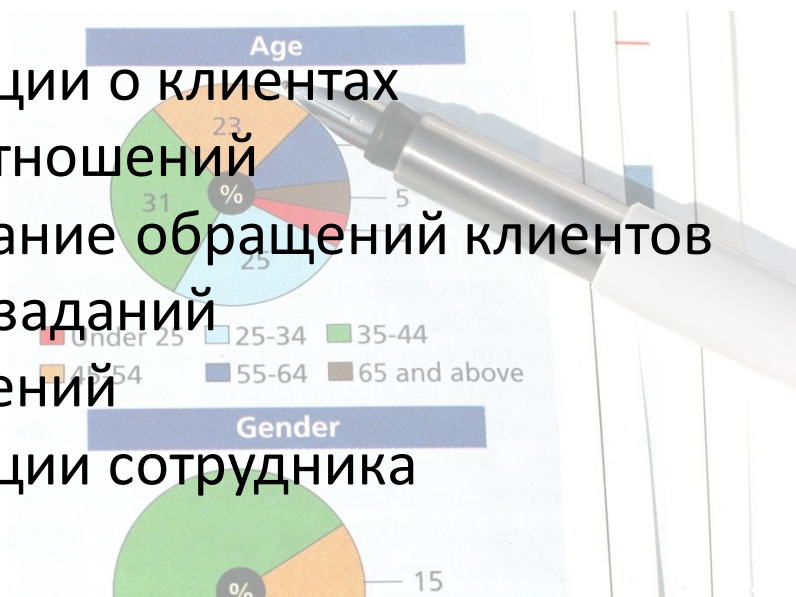 Age
ции о клиентах
23
тношений
%
31
5
ание обращений клиентов
25
заданий
Under 25 25-34 35-44
45-54 55-64 65 and above
ений
Gender
ции сотрудника
%
15